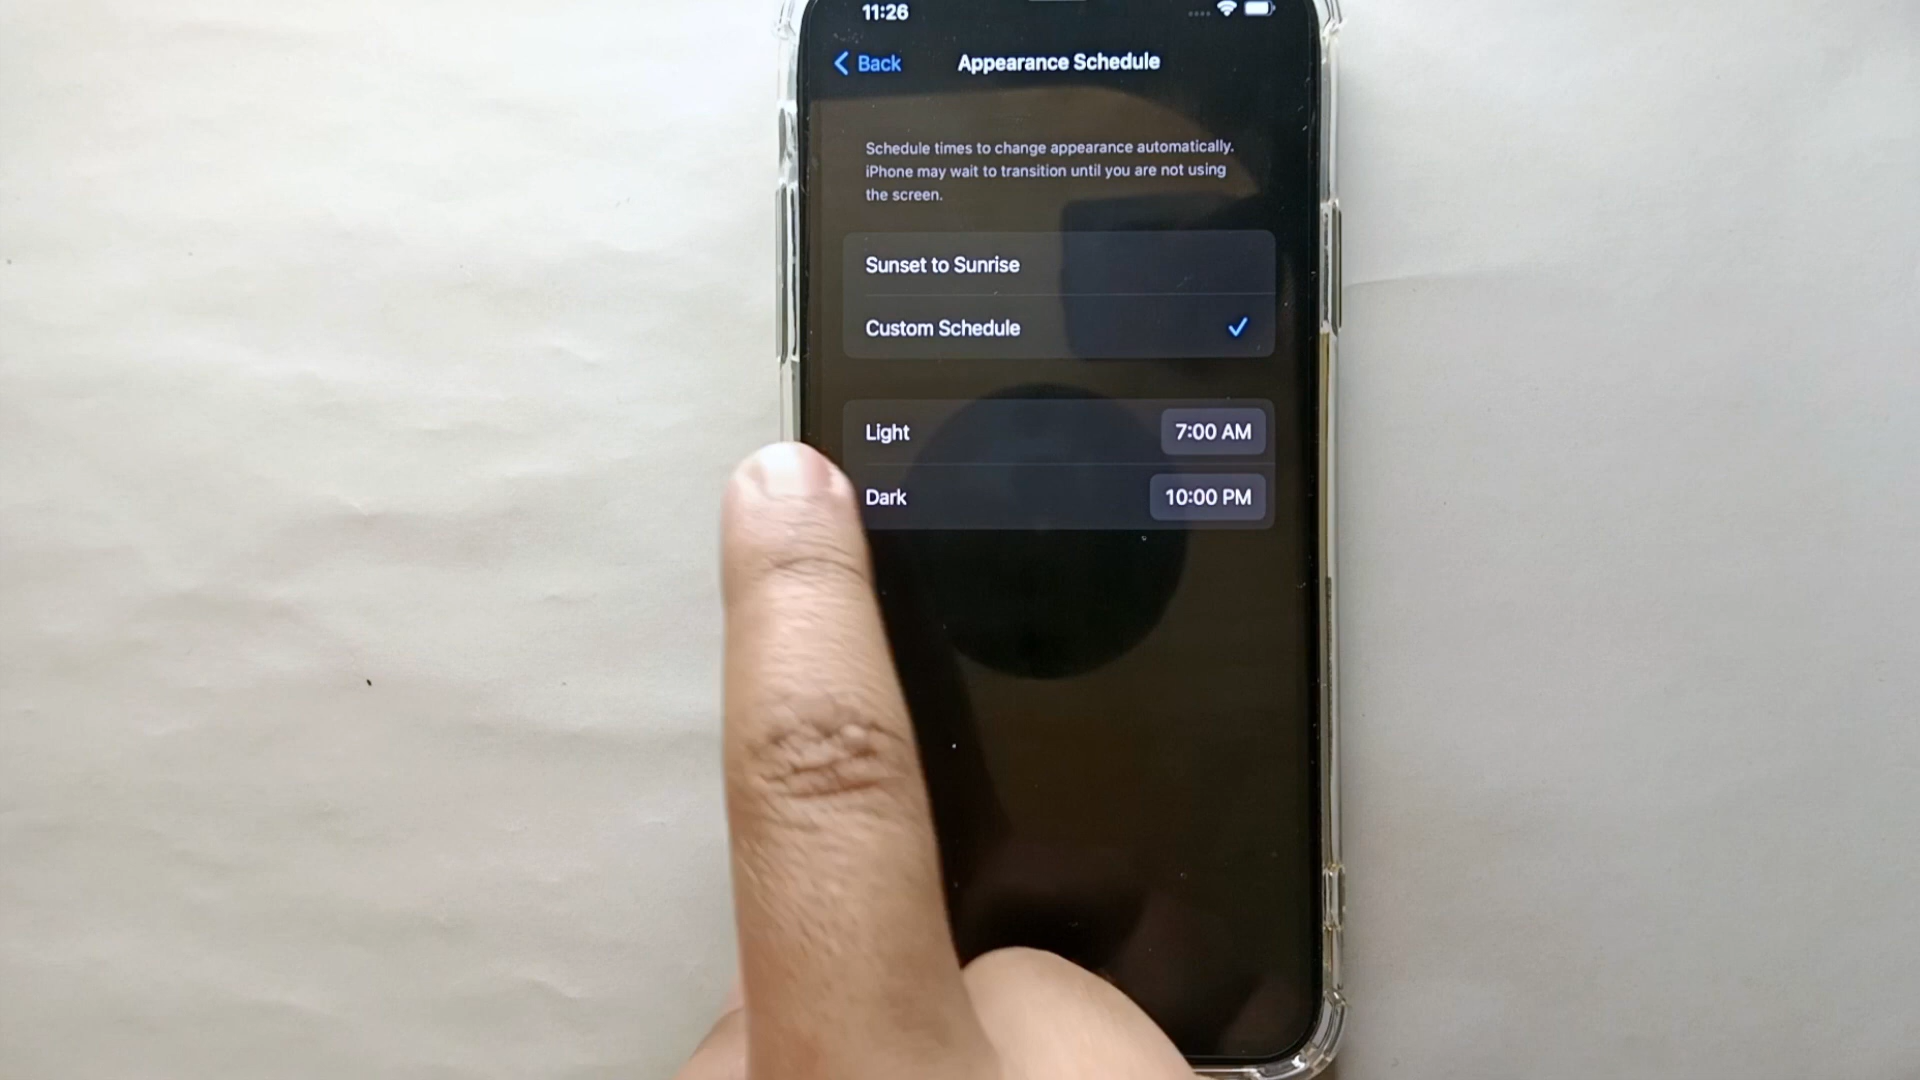 11:26
Back
Appearance Schedule
Schedule times to change appearance automatically.
iPhone may wait to transition until you are not using
the screen.
Sunset to Sunrise
Custom Schedule
Light
7:00 AM
Dark
10:00 PM